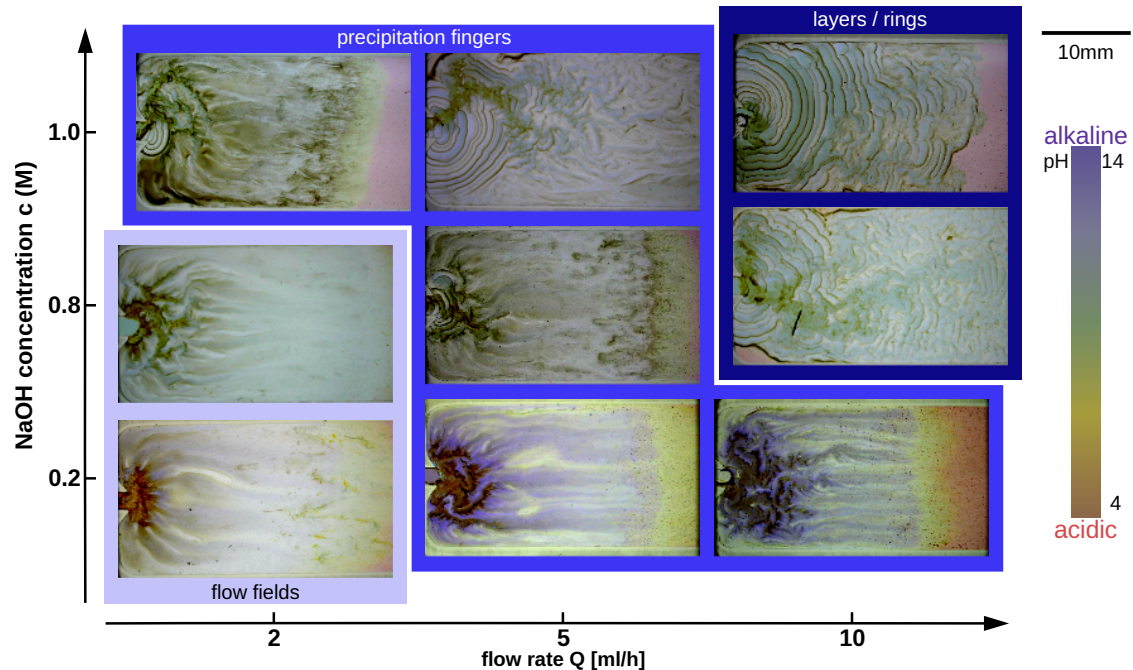 precipitation fingers
layers / rings
10mm
alkaline
pH 14
4
acidic
NaOH concentration c (M)
1.0
0.8
0.2
flow fields
2 5 10
flow rate Q [ml/h]